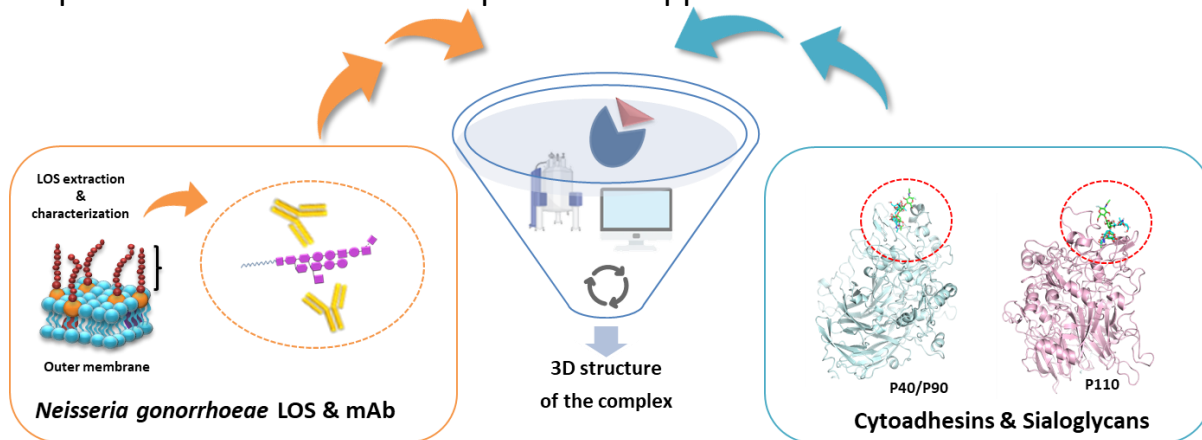 LOS extraction
&
characterization
Outer membrane
Neisseria gonorrhoeae LOS & mAb
3D structure
of the complex
P40/P90
P110
Cytoadhesins & Sialoglycans